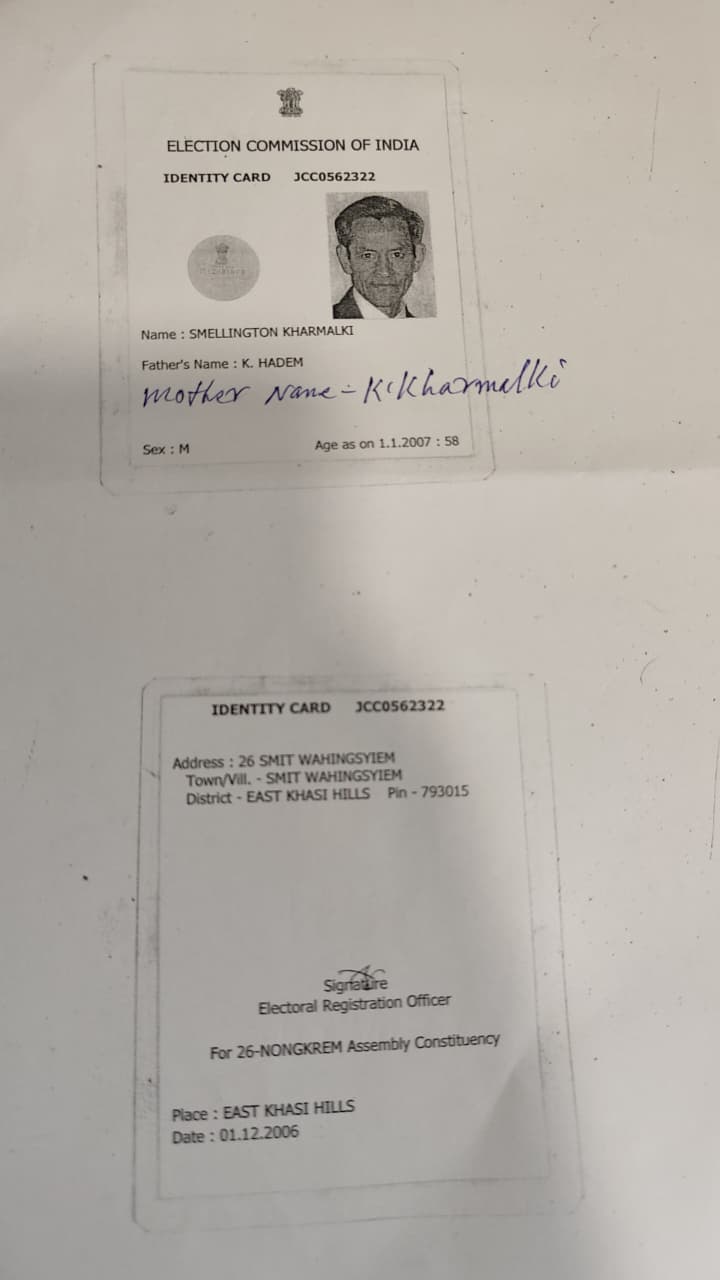 ELECTION COMMISSION OF INDIA
IDENTITY CARD JCC0562322
Name : SMELLINGTON KHARMALKI
Father's Name : K. HADEM
Mother Name - K. Kharmalki
Sex : M Age as on 1.1.2007 : 58
IDENTITY CARD JCC0562322
Address : 26 SMIT WAHINGSYIEM
Town/Vill. - SMIT WAHINGSYIEM
District - EAST KHASI HILLS Pin - 793015
Signature
Electoral Registration Officer
For 26-NONGKREM Assembly Constituency
Place : EAST KHASI HILLS
Date : 01.12.2006